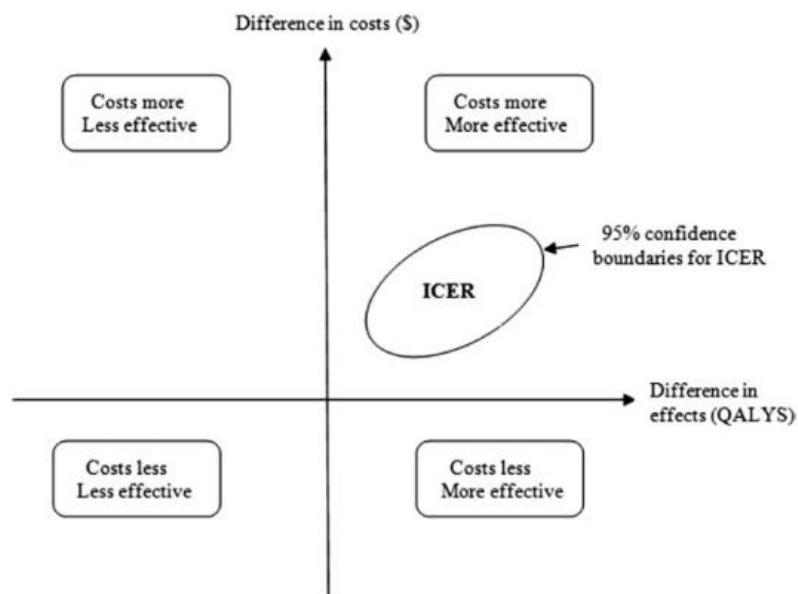 Difference in costs ($)
Costs more
Less effective
Costs more
More effective
95% confidence
boundaries for ICER
ICER
Difference in
effects (QALYS)
Costs less
Less effective
Costs less
More effective